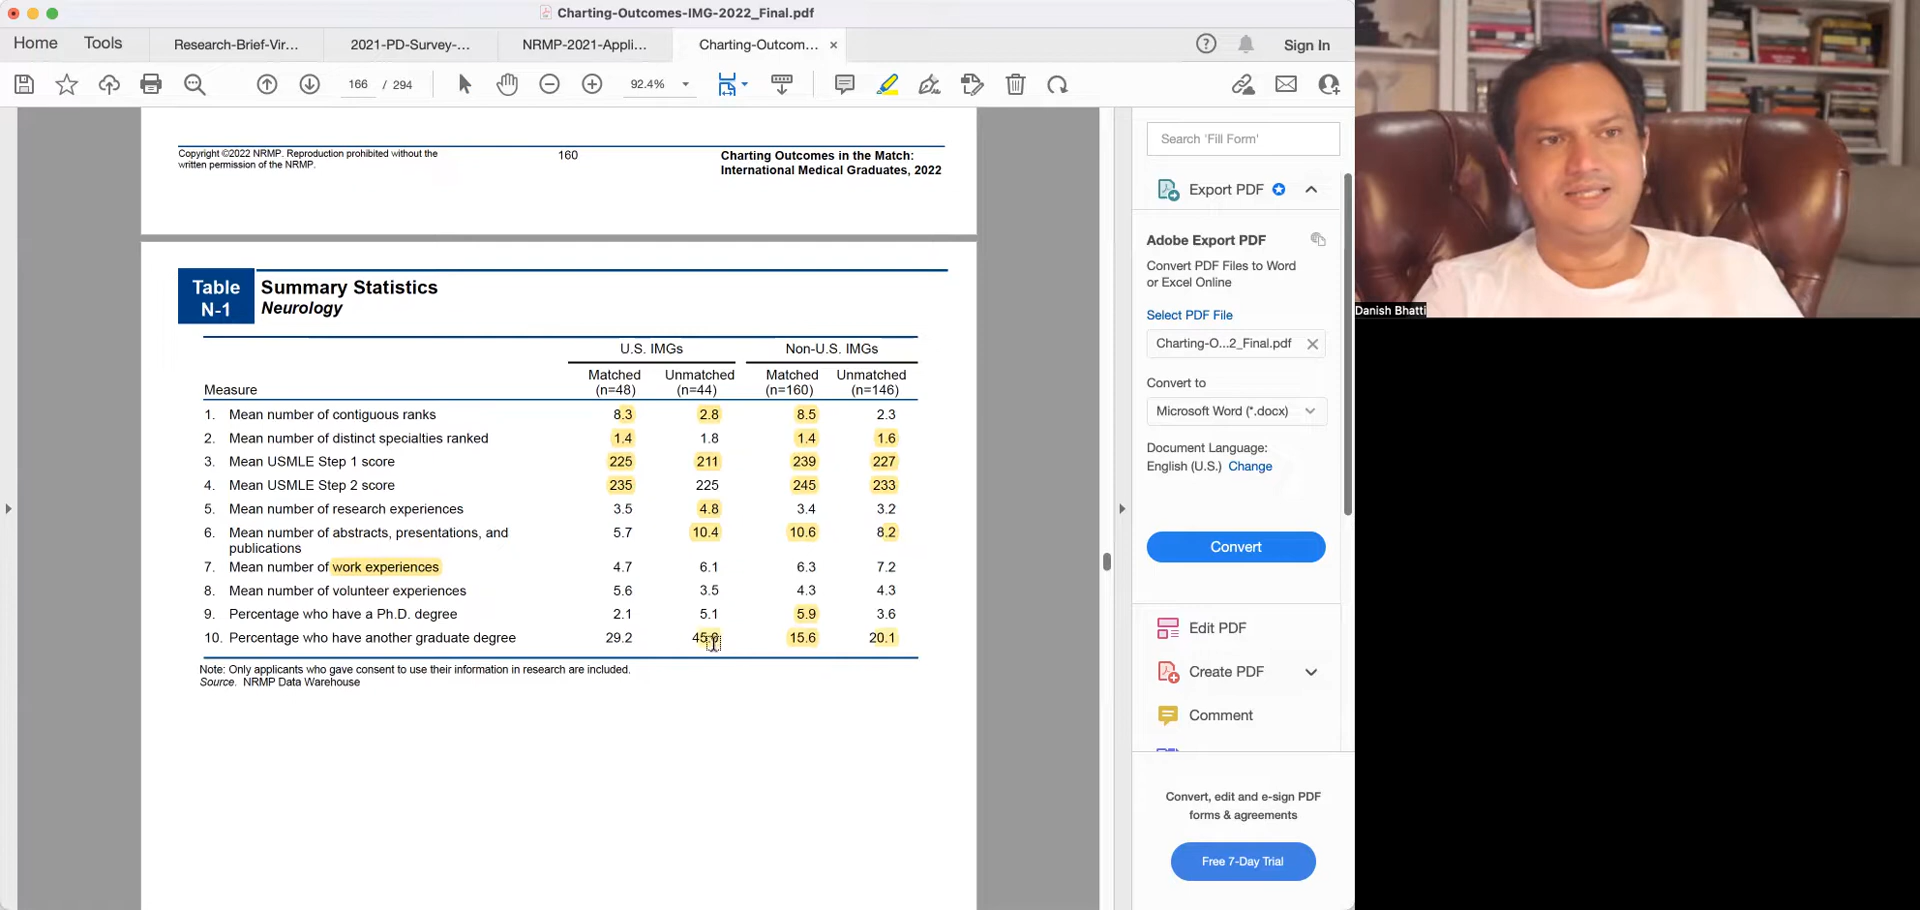 Charting-Outcomes-IMG-2022_Final.pdf
Home Tools Research-Brief-Vir... 2021-PD-Survey-... NRMP-2021-Appli... Charting-Outcom... × Sign In
166 / 294 92.4%
Copyright ©2022 NRMP. Reproduction prohibited without the
written permission of the NRMP.
160
Charting Outcomes in the Match:
International Medical Graduates, 2022
Table
N-1
Summary Statistics
Neurology
U.S. IMGs Non-U.S. IMGs
Matched Unmatched Matched Unmatched
Measure (n=48) (n=44) (n=160) (n=146)
1. Mean number of contiguous ranks 8.3 2.8 8.5 2.3
2. Mean number of distinct specialties ranked 1.4 1.8 1.4 1.6
3. Mean USMLE Step 1 score 225 211 239 227
4. Mean USMLE Step 2 score 235 225 245 233
5. Mean number of research experiences 3.5 4.8 3.4 3.2
6. Mean number of abstracts, presentations, and 5.7 10.4 10.6 8.2
publications
7. Mean number of work experiences 4.7 6.1 6.3 7.2
8. Mean number of volunteer experiences 5.6 3.5 4.3 4.3
9. Percentage who have a Ph.D. degree 2.1 5.1 5.9 3.6
10. Percentage who have another graduate degree 29.2 15.6 20.1
Note: Only applicants who gave consent to use their information in research are included.
Source. NRMP Data Warehouse
Search 'Fill Form'
Export PDF
Adobe Export PDF
Convert PDF Files to Word
or Excel Online
Select PDF File
Charting-O...2_Final.pdf
Convert to
Microsoft Word (*.docx)
Document Language:
English (U.S.) Change
Convert
Edit PDF
Create PDF
Comment
Convert, edit and e-sign PDF
forms & agreements
Free 7-Day Trial
Danish Bhatti